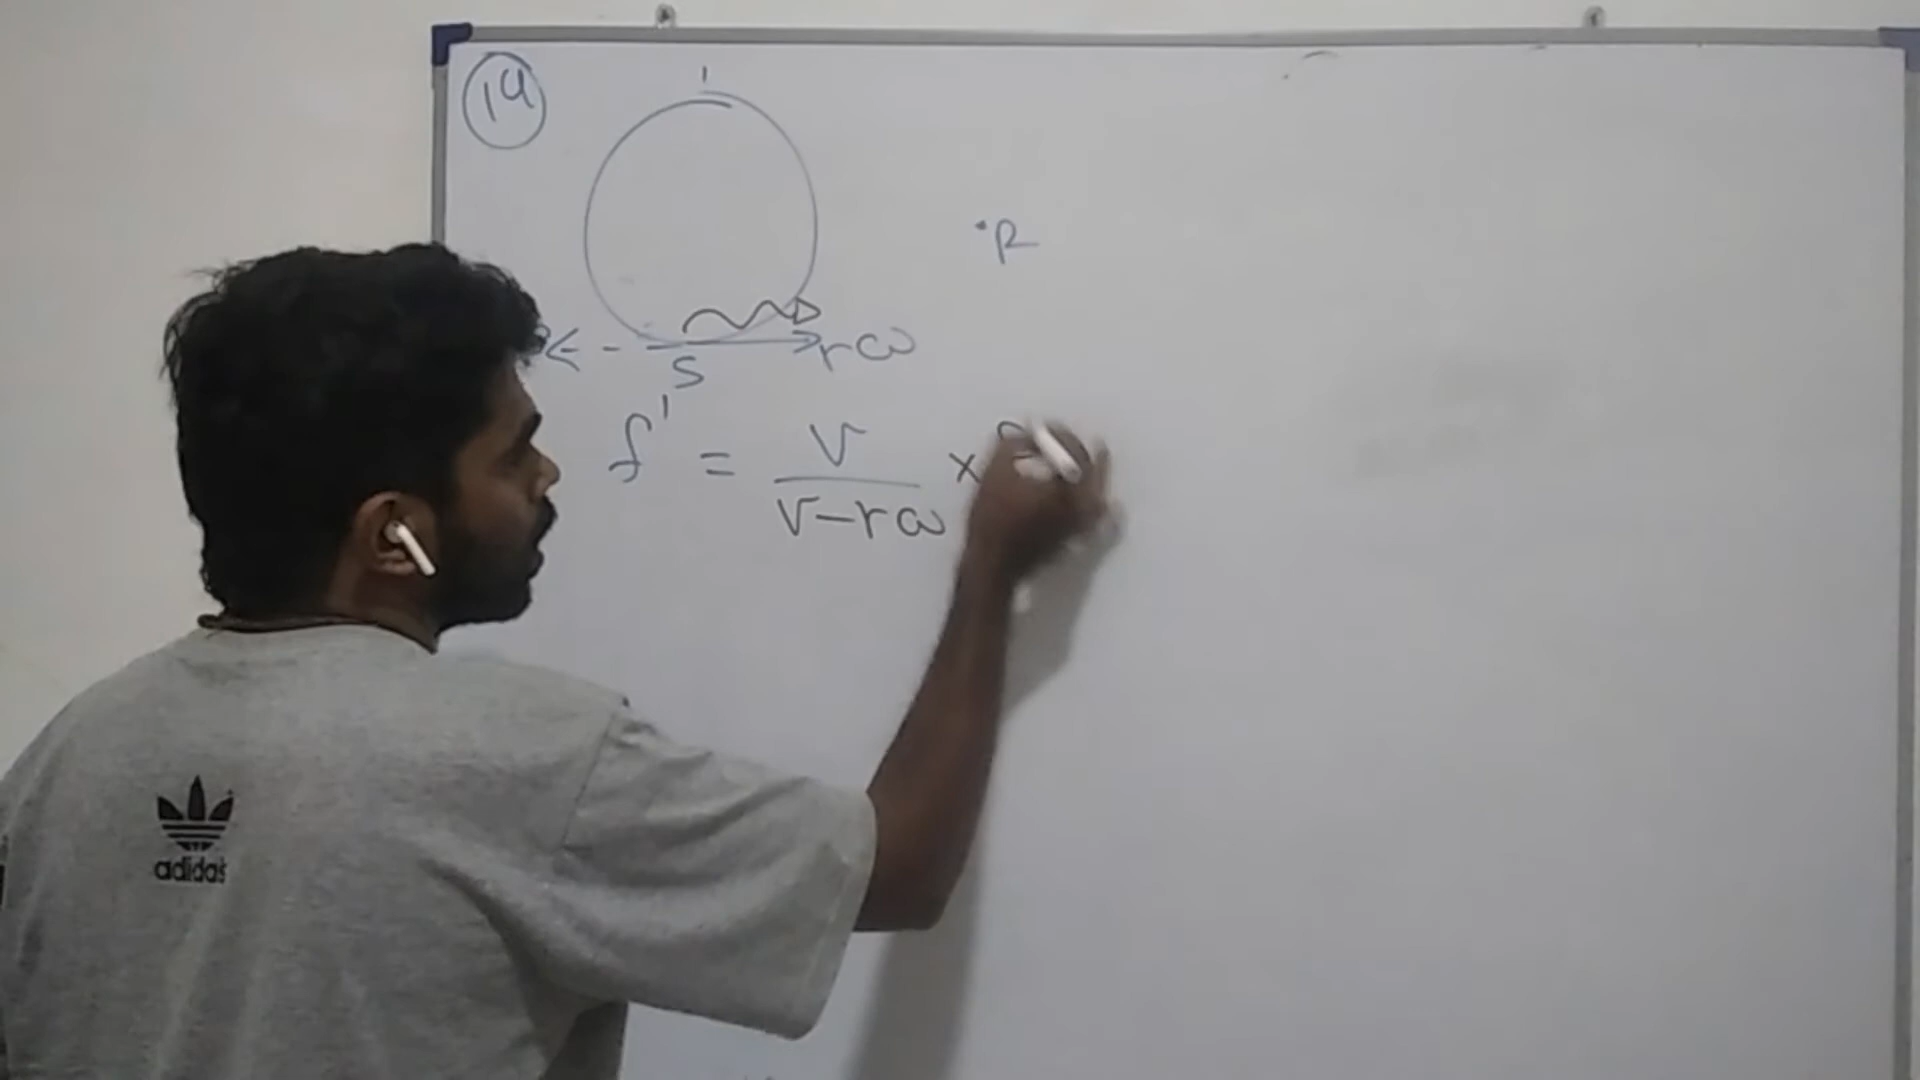 19
R
S
rω
f' = v / v-rω ×
adidas